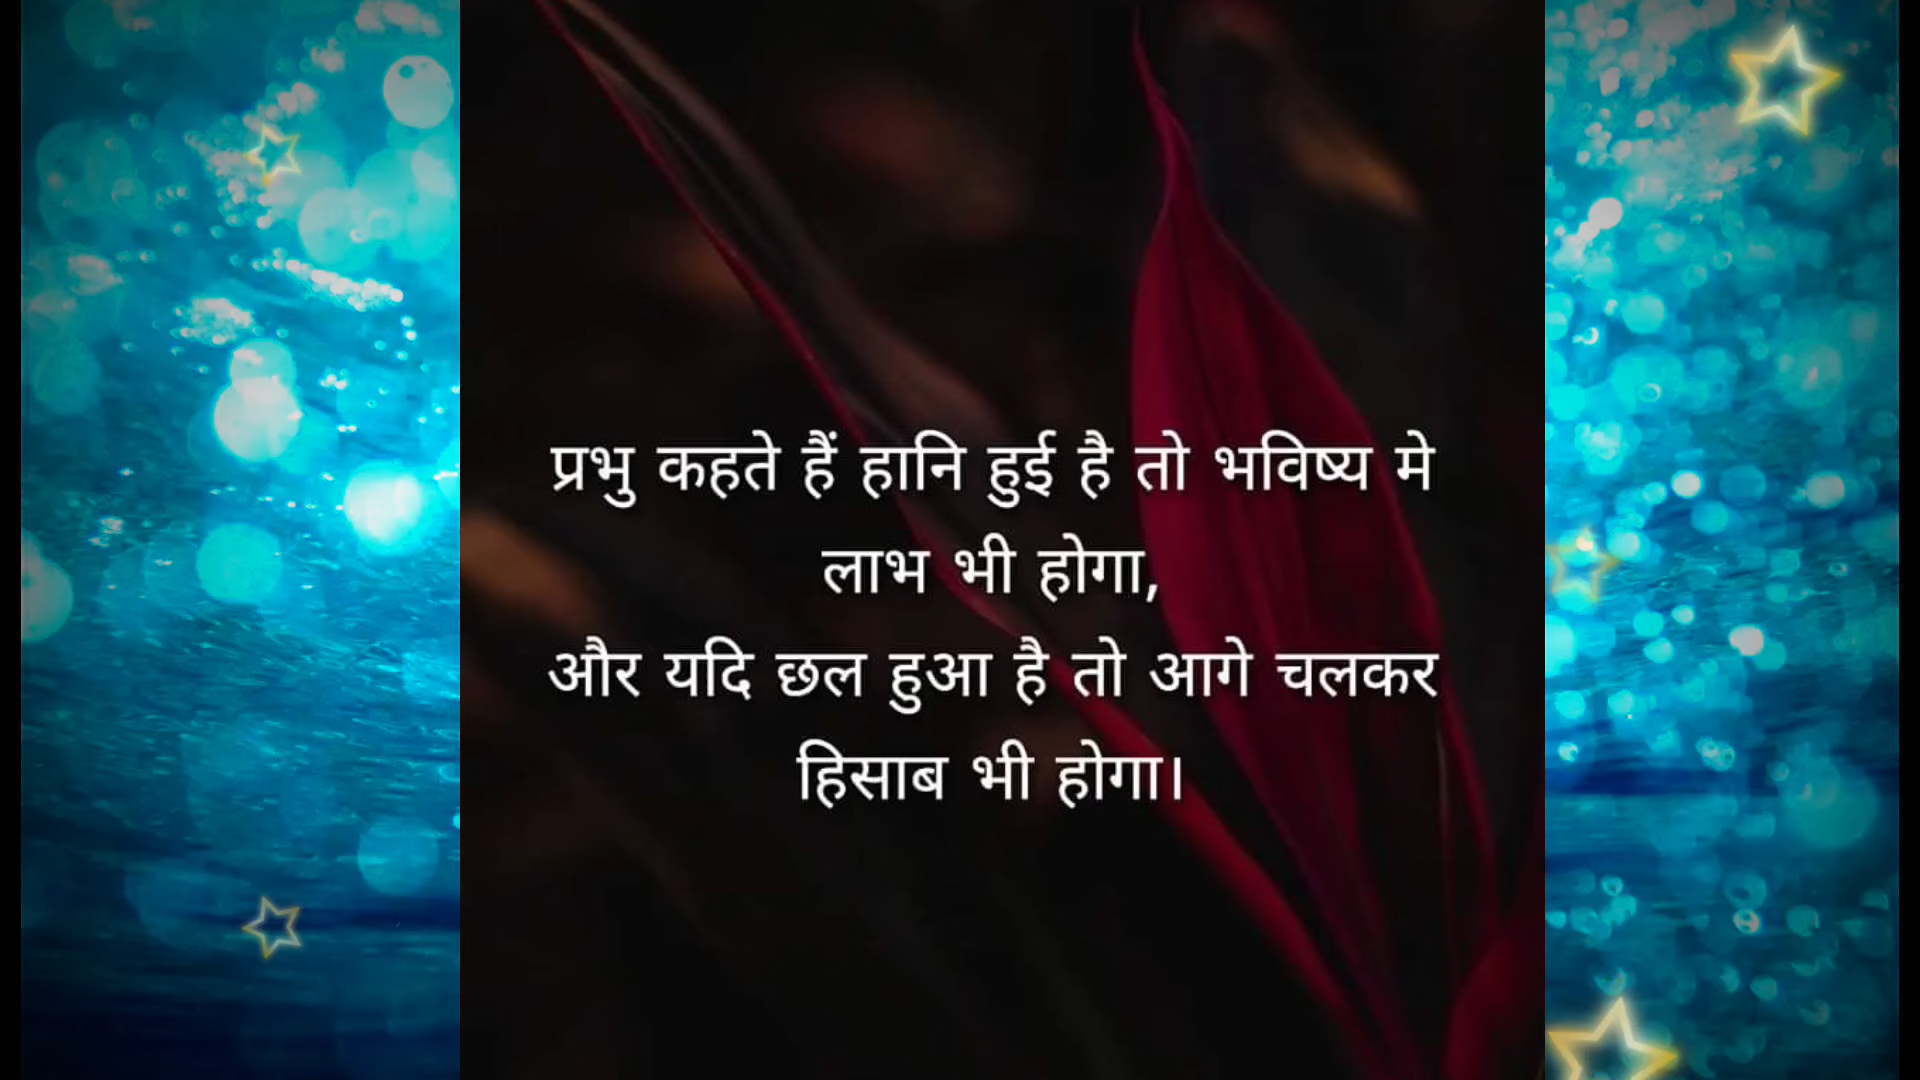 प्रभु कहते हैं हानि हुई है तो भविष्य मे
लाभ भी होगा,
और यदि छल हुआ है तो आगे चलकर
हिसाब भी होगा।